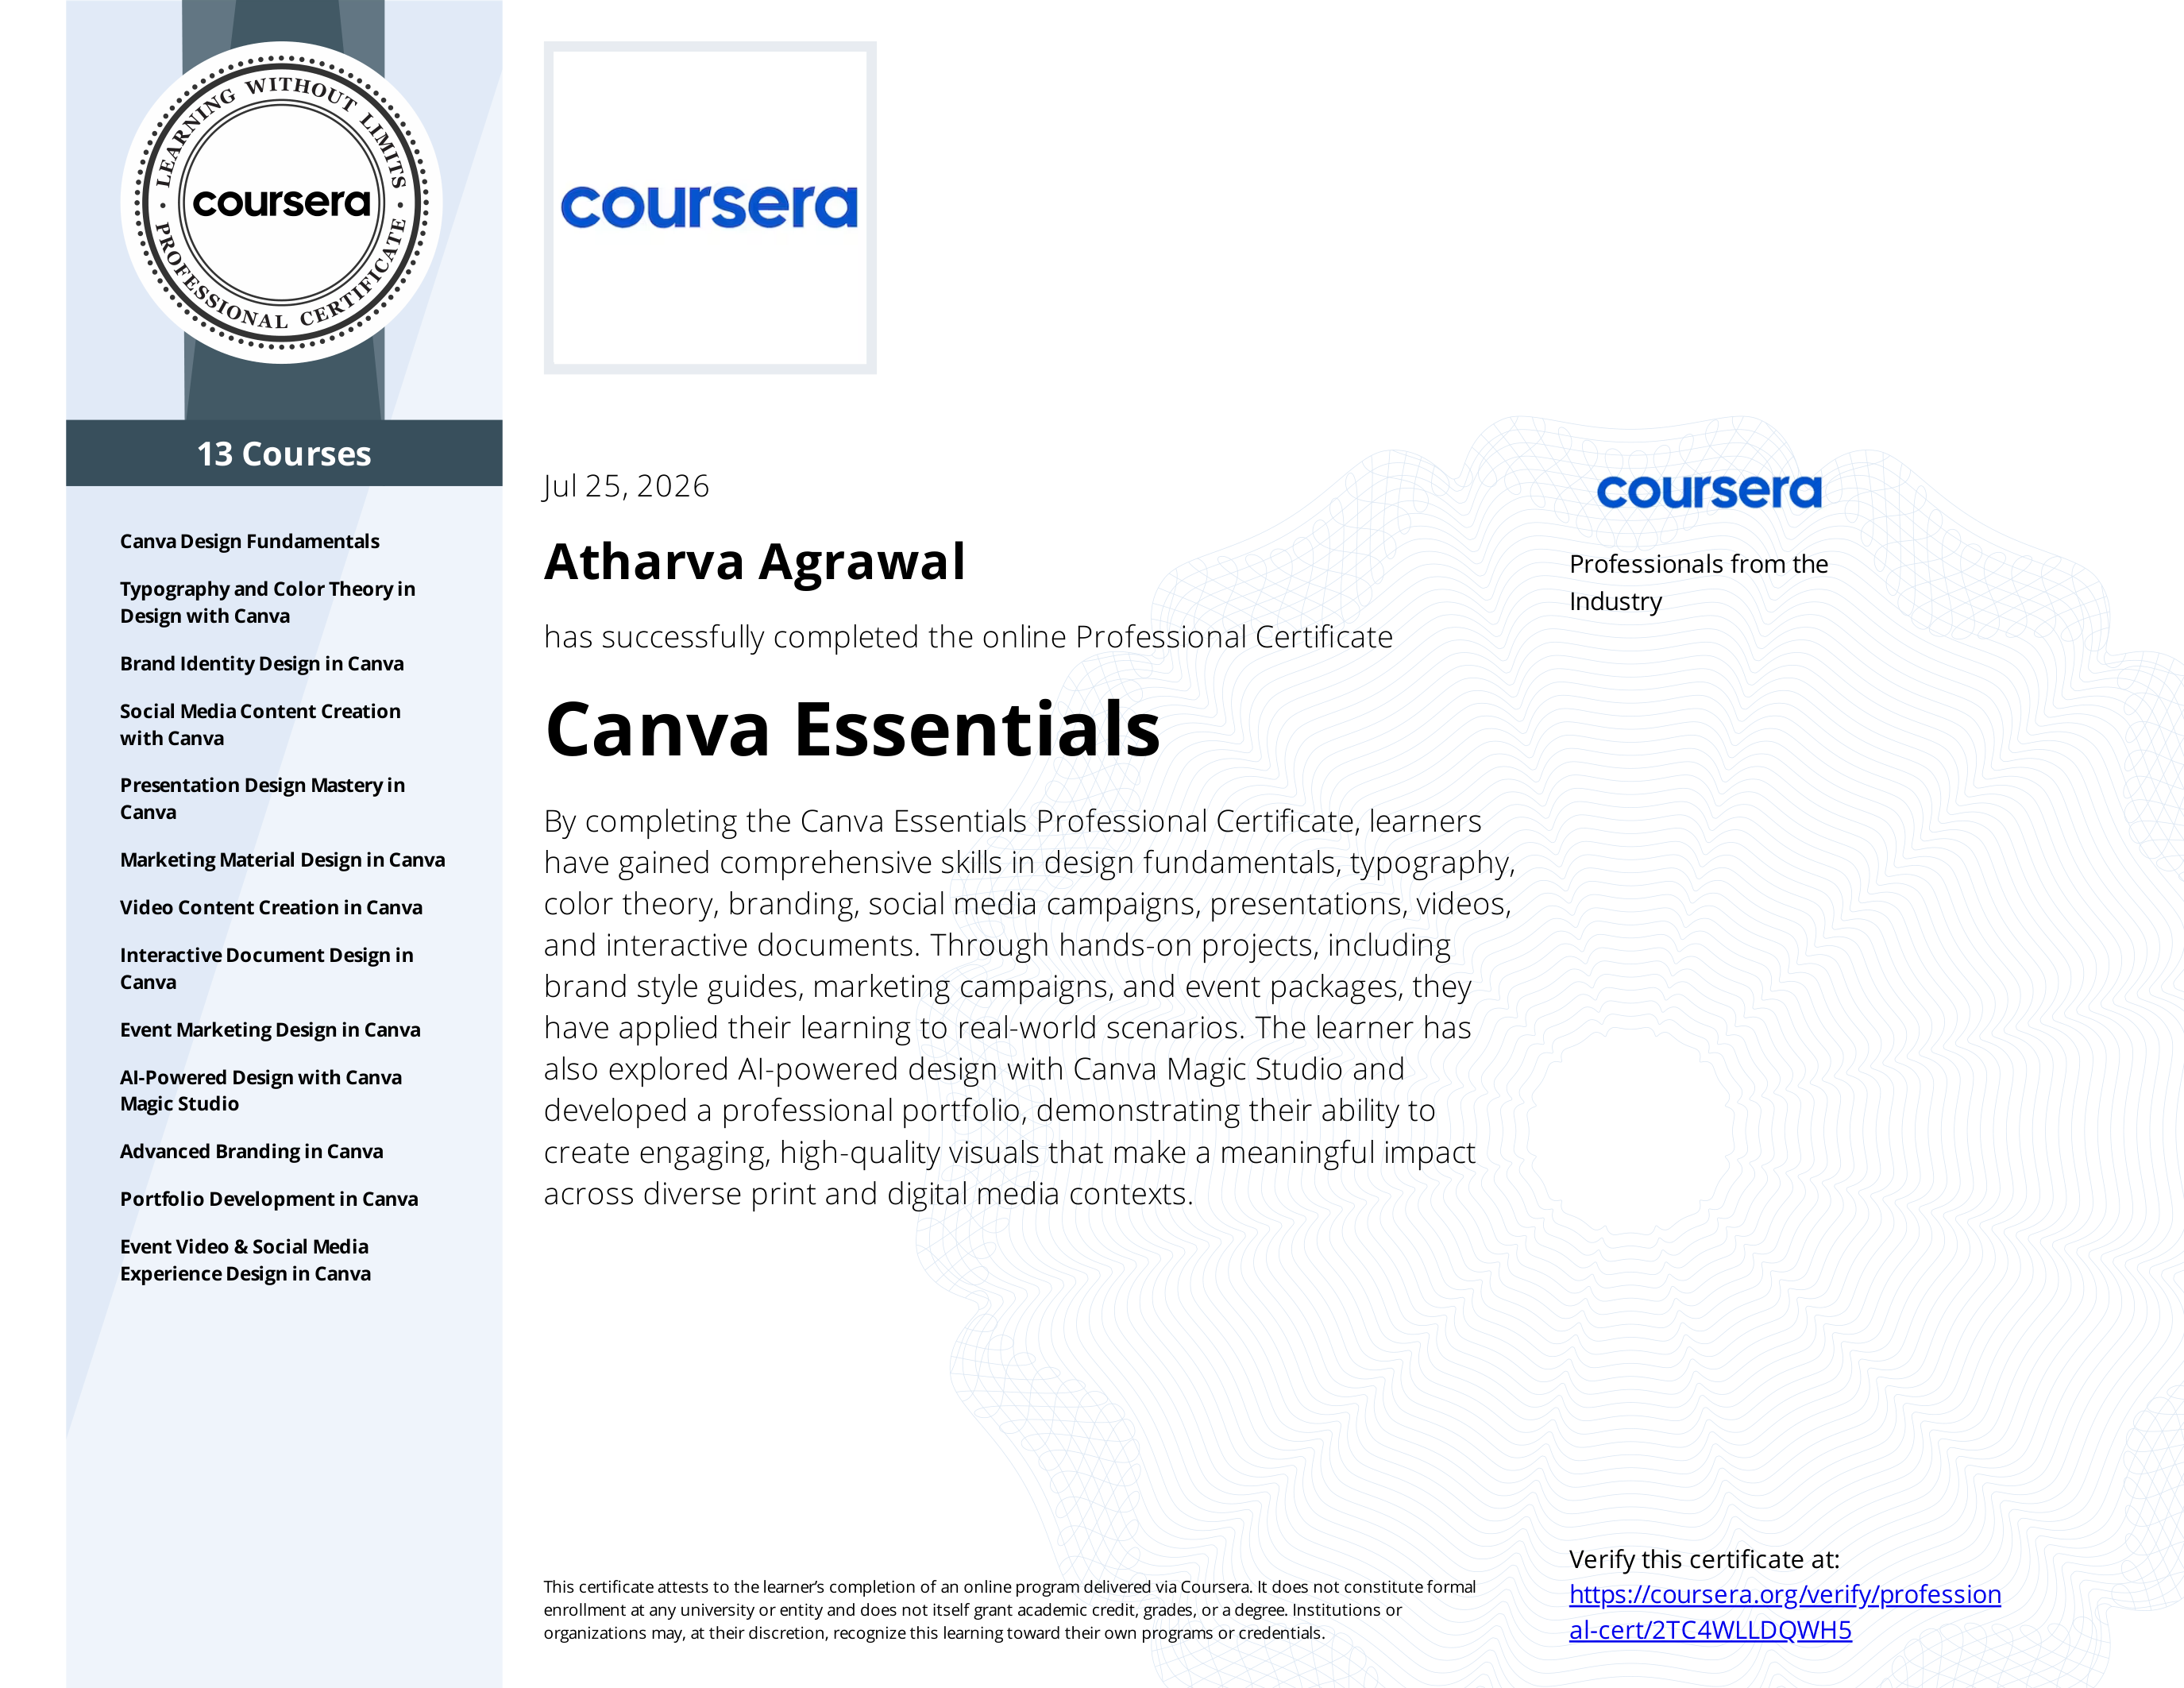 LEARNING WITHOUT LIMITS
coursera
PROFESSIONAL CERTIFICATE
13 Courses
Canva Design Fundamentals
Typography and Color Theory in
Design with Canva
Brand Identity Design in Canva
Social Media Content Creation
with Canva
Presentation Design Mastery in
Canva
Marketing Material Design in Canva
Video Content Creation in Canva
Interactive Document Design in
Canva
Event Marketing Design in Canva
AI-Powered Design with Canva
Magic Studio
Advanced Branding in Canva
Portfolio Development in Canva
Event Video & Social Media
Experience Design in Canva
coursera
Jul 25, 2026
Atharva Agrawal
has successfully completed the online Professional Certificate
Canva Essentials
By completing the Canva Essentials Professional Certificate, learners
have gained comprehensive skills in design fundamentals, typography,
color theory, branding, social media campaigns, presentations, videos,
and interactive documents. Through hands-on projects, including
brand style guides, marketing campaigns, and event packages, they
have applied their learning to real-world scenarios. The learner has
also explored AI-powered design with Canva Magic Studio and
developed a professional portfolio, demonstrating their ability to
create engaging, high-quality visuals that make a meaningful impact
across diverse print and digital media contexts.
This certificate attests to the learner’s completion of an online program delivered via Coursera. It does not constitute formal
enrollment at any university or entity and does not itself grant academic credit, grades, or a degree. Institutions or
organizations may, at their discretion, recognize this learning toward their own programs or credentials.
coursera
Professionals from the
Industry
Verify this certificate at:
https://coursera.org/verify/profession
al-cert/2TC4WLLDQWH5